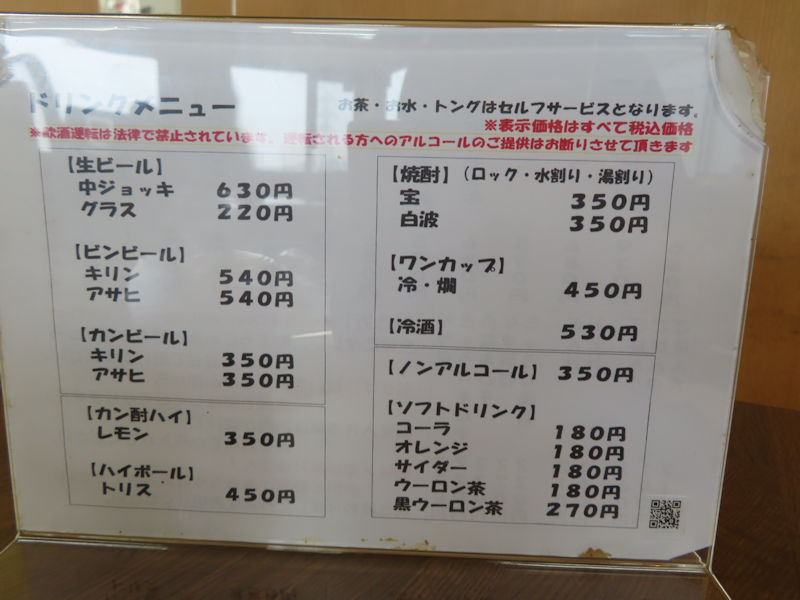 ドリンクメニュー
お茶・お水・トングはセルフサービスとなります。
※表示価格はすべて税込価格
※飲酒運転は法律で禁止されています。運転される方へのアルコールのご提供はお断りさせて頂きます
【生ビール】
中ジョッキ 630円
グラス 220円
【ビンビール】
キリン 540円
アサヒ 540円
【カンビール】
キリン 350円
アサヒ 350円
【カン酎ハイ】
レモン 350円
【ハイボール】
トリス 450円
【焼酎】(ロック・水割り・湯割り)
宝 350円
白波 350円
【ワンカップ】
冷・燗 450円
【冷酒】 530円
【ノンアルコール】 350円
【ソフトドリンク】
コーラ 180円
オレンジ 180円
サイダー 180円
ウーロン茶 180円
黒ウーロン茶 270円